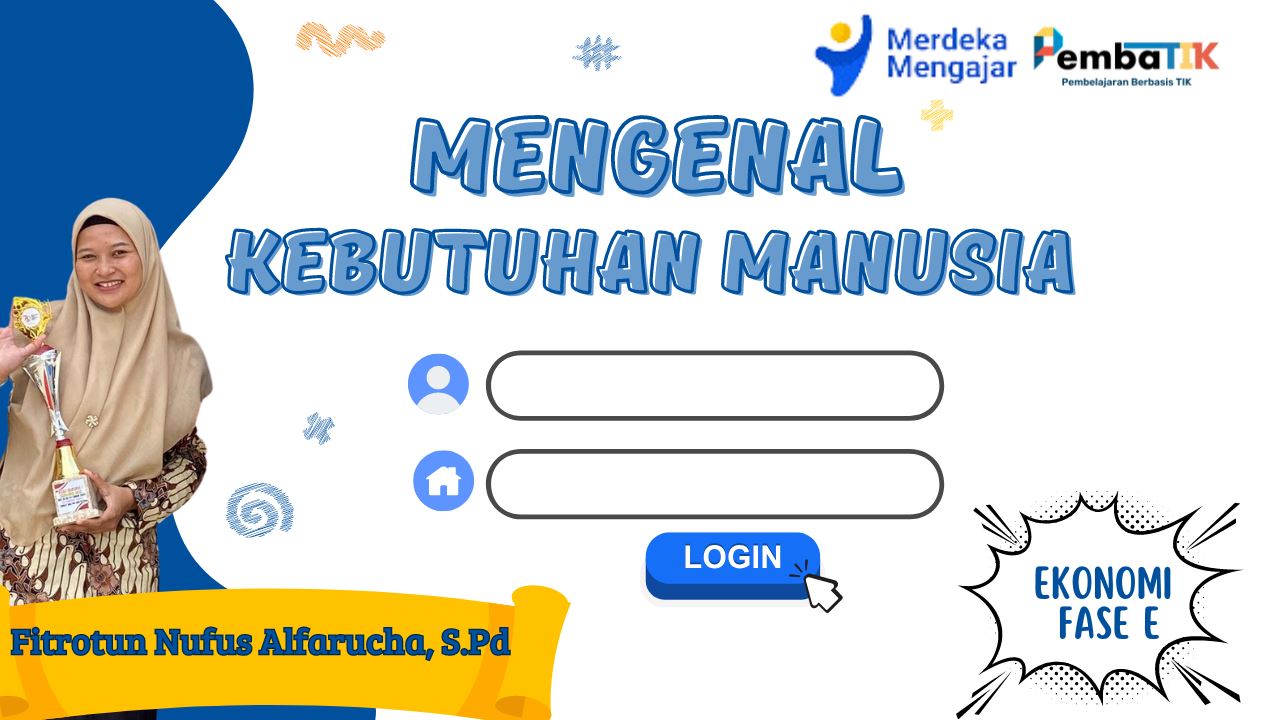 Merdeka
Mengajar
PembaTIK
Pembelajaran Berbasis TIK
MENGENAL
KEBUTUHAN MANUSIA
LOGIN
EKONOMI
FASE E
Fitrotun Nufus Alfarucha, S.Pd